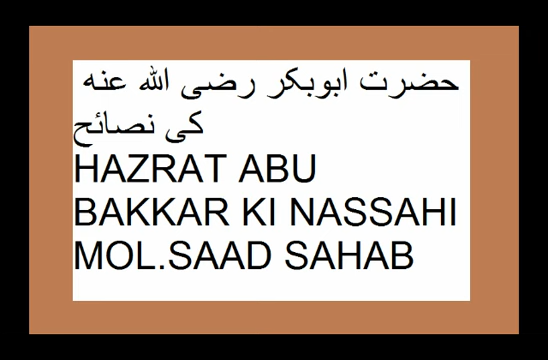 حضرت ابوبکر رضی اللہ عنہ
کی نصائح
HAZRAT ABU
BAKKAR KI NASSAHI
MOL.SAAD SAHAB